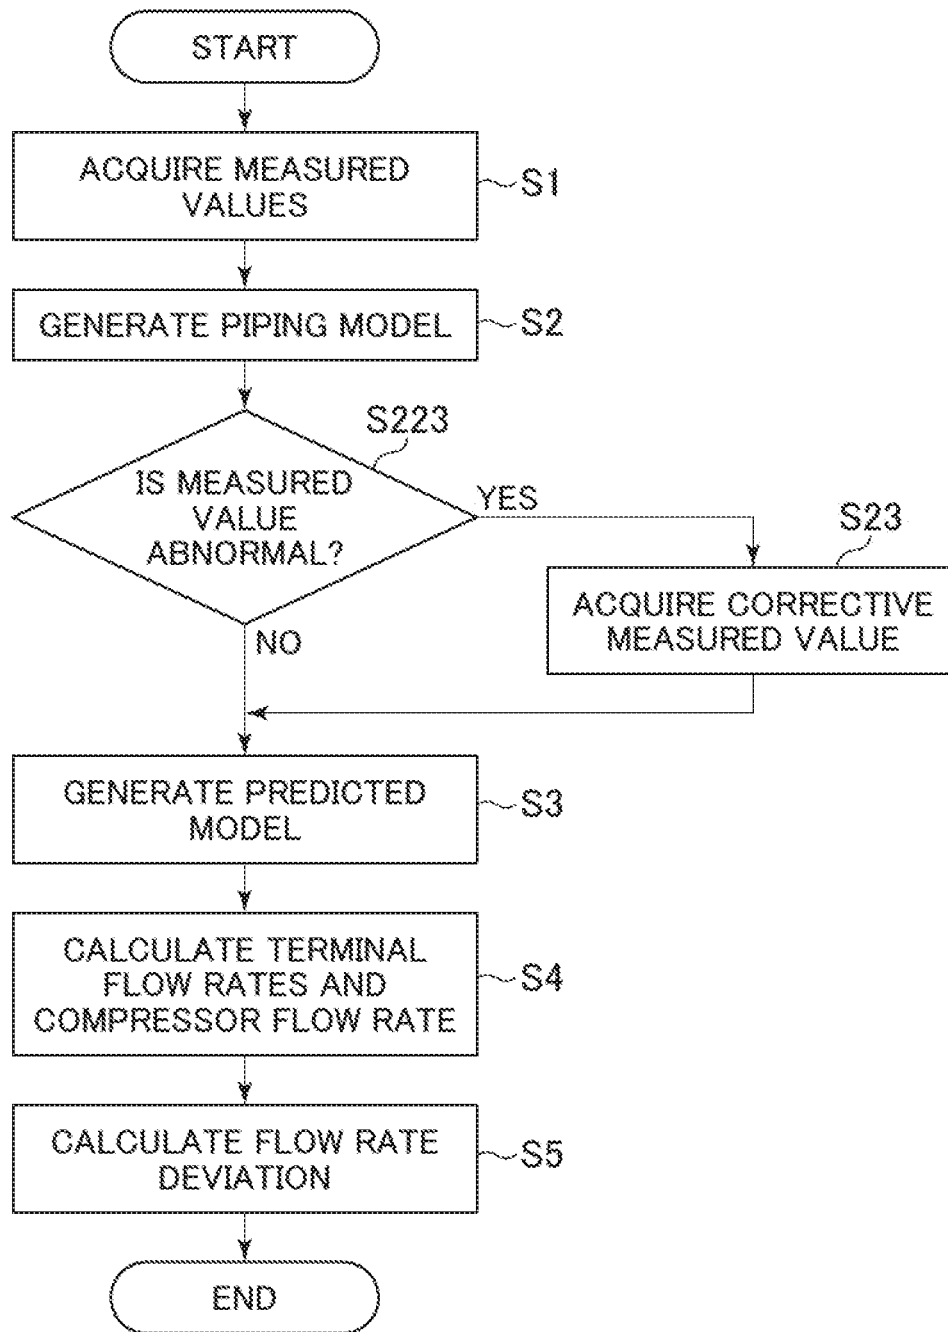 START
ACQUIRE MEASURED
VALUES
S1
GENERATE PIPING MODEL
S2
S223
IS MEASURED
VALUE
ABNORMAL?
YES
NO
S23
ACQUIRE CORRECTIVE
MEASURED VALUE
GENERATE PREDICTED
MODEL
S3
CALCULATE TERMINAL
FLOW RATES AND
COMPRESSOR FLOW RATE
S4
CALCULATE FLOW RATE
DEVIATION
S5
END